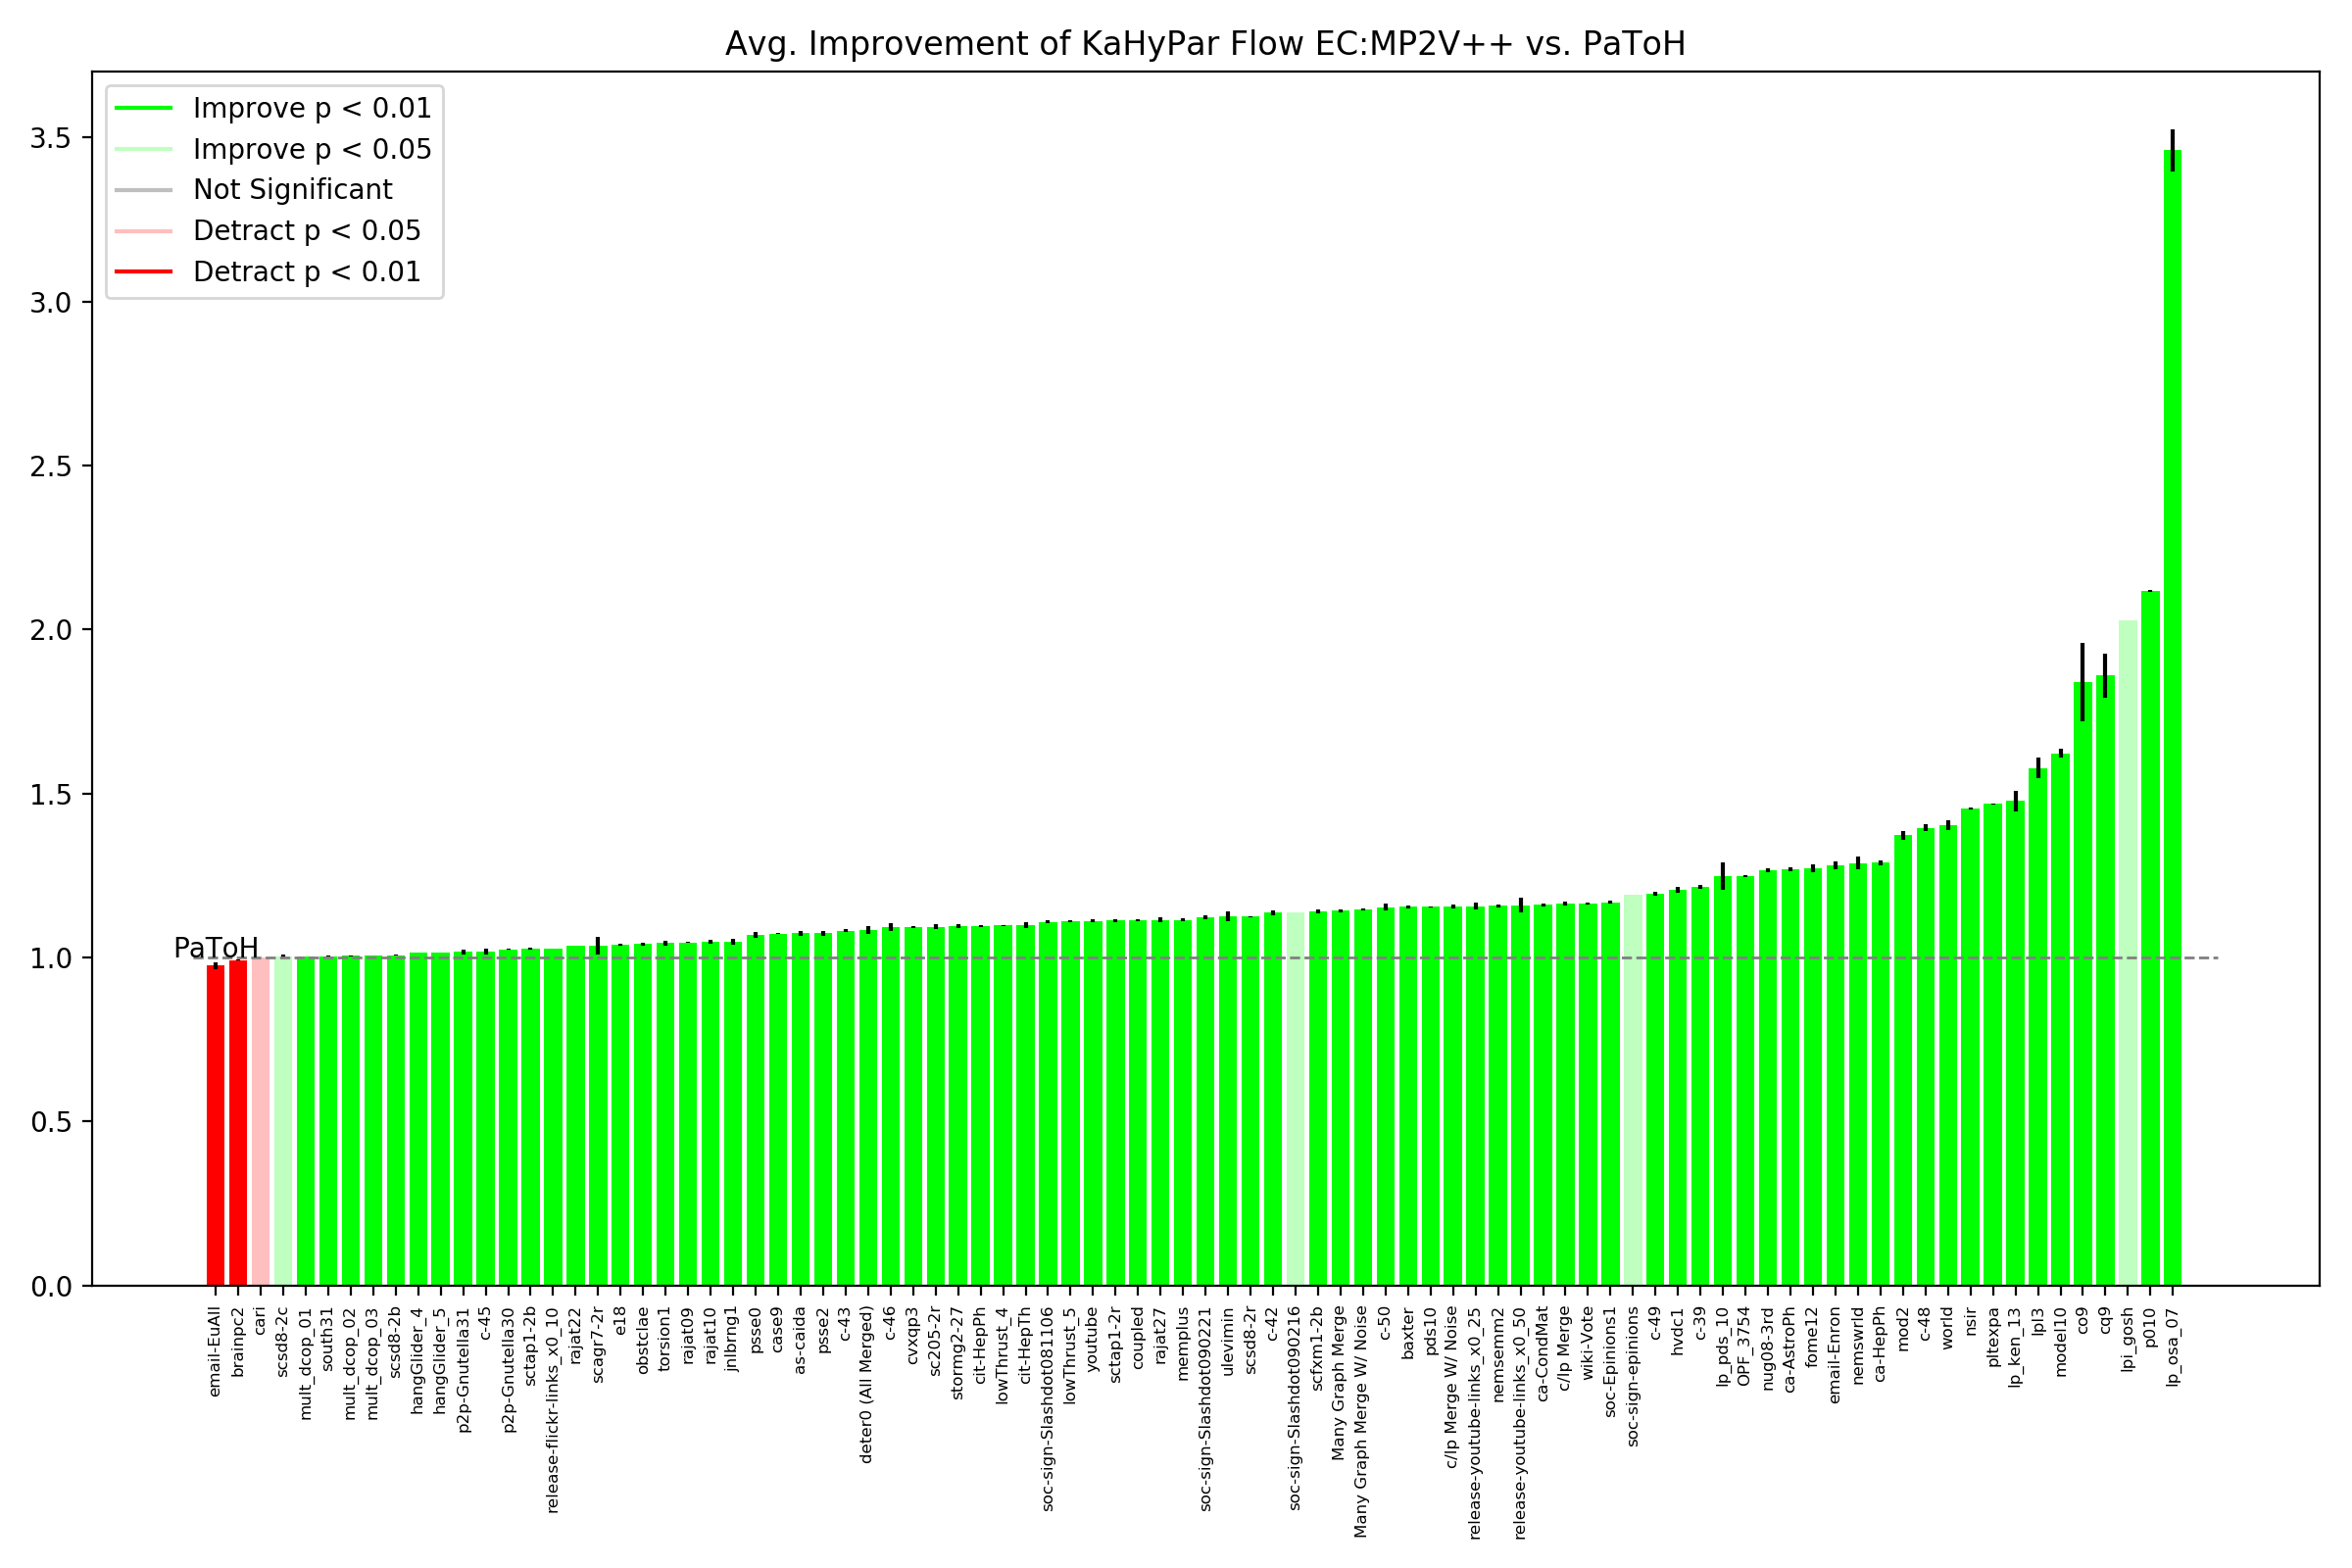 Avg. Improvement of KaHyPar Flow EC:MP2V++ vs. PaToH
Improve p < 0.01
Improve p < 0.05
Not Significant
Detract p < 0.05
Detract p < 0.01
3.5
3.0
2.5
2.0
1.5
1.0
0.5
0.0
PaToH
email-EuAll
brainpc2
cari
scsd8-2c
mult_dcop_01
south31
mult_dcop_02
mult_dcop_03
scsd8-2b
hangGlider_4
hangGlider_5
p2p-Gnutella31
c-45
p2p-Gnutella30
sctap1-2b
release-flickr-links_x0_10
rajat22
scagr7-2r
e18
obstclae
torsion1
rajat09
rajat10
jnlbrng1
psse0
case9
as-caida
psse2
c-43
deter0 (All Merged)
c-46
cvxqp3
sc205-2r
stormg2-27
cit-HepPh
lowThrust_4
cit-HepTh
soc-sign-Slashdot081106
lowThrust_5
youtube
sctap1-2r
coupled
rajat27
memplus
soc-sign-Slashdot090221
ulevimin
scsd8-2r
c-42
soc-sign-Slashdot090216
scfxm1-2b
Many Graph Merge
Many Graph Merge W/ Noise
c-50
baxter
pds10
c/lp Merge W/ Noise
release-youtube-links_x0_25
nemsemm2
release-youtube-links_x0_50
ca-CondMat
c/lp Merge
wiki-Vote
soc-Epinions1
soc-sign-epinions
c-49
hvdc1
c-39
lp_pds_10
OPF_3754
nug08-3rd
ca-AstroPh
fome12
email-Enron
nemswrld
ca-HepPh
mod2
c-48
world
nsir
pltexpa
lp_ken_13
lpl3
model10
co9
cq9
lpi_gosh
p010
lp_osa_07